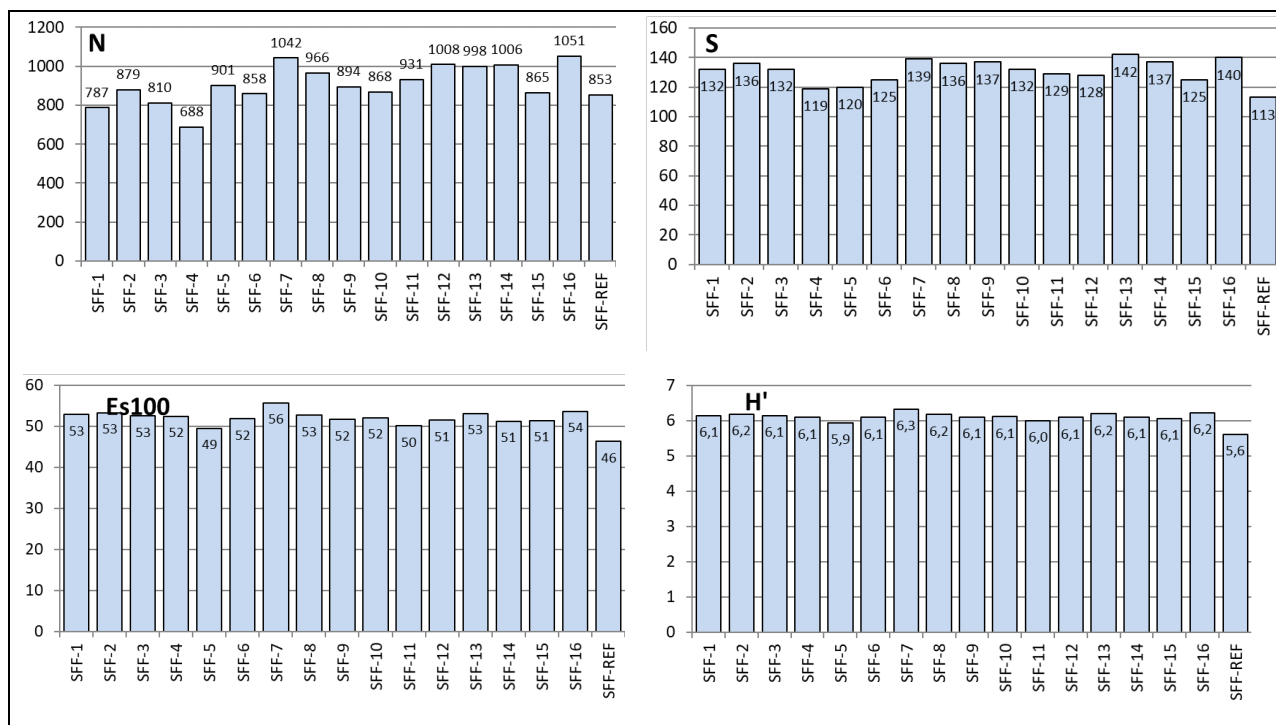 N
1200
1000
800
600
400
200
0
787 879 810 688 901 858 1042 966 894 868 931 1008 998 1006 865 1051 853
SFF-1 SFF-2 SFF-3 SFF-4 SFF-5 SFF-6 SFF-7 SFF-8 SFF-9 SFF-10 SFF-11 SFF-12 SFF-13 SFF-14 SFF-15 SFF-16 SFF-REF
S
160
140
120
100
80
60
40
20
0
132 136 132 119 120 125 139 136 137 132 129 128 142 137 125 140 113
SFF-1 SFF-2 SFF-3 SFF-4 SFF-5 SFF-6 SFF-7 SFF-8 SFF-9 SFF-10 SFF-11 SFF-12 SFF-13 SFF-14 SFF-15 SFF-16 SFF-REF
Es100
60
50
40
30
20
10
0
53 53 53 52 49 52 56 53 52 52 50 51 53 51 51 54 46
SFF-1 SFF-2 SFF-3 SFF-4 SFF-5 SFF-6 SFF-7 SFF-8 SFF-9 SFF-10 SFF-11 SFF-12 SFF-13 SFF-14 SFF-15 SFF-16 SFF-REF
H'
7
6
5
4
3
2
1
0
6,1 6,2 6,1 6,1 5,9 6,1 6,3 6,2 6,1 6,1 6,0 6,1 6,2 6,1 6,1 6,2 5,6
SFF-1 SFF-2 SFF-3 SFF-4 SFF-5 SFF-6 SFF-7 SFF-8 SFF-9 SFF-10 SFF-11 SFF-12 SFF-13 SFF-14 SFF-15 SFF-16 SFF-REF